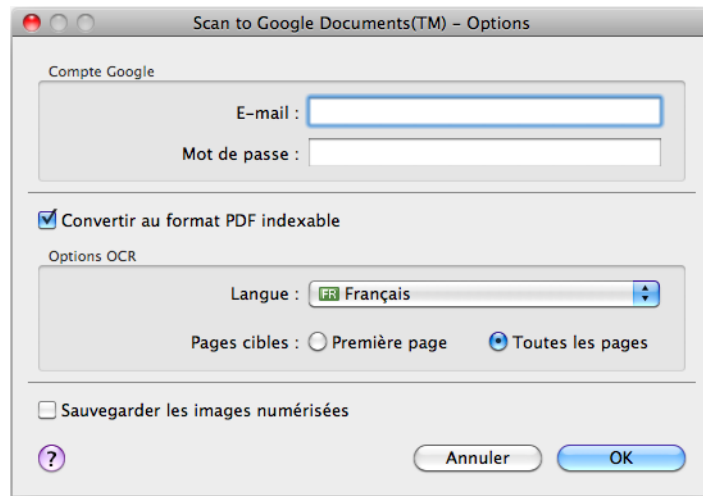 Scan to Google Documents(TM) – Options
Compte Google
E-mail :
Mot de passe :
Convertir au format PDF indexable
Options OCR
Langue : FR Français
Pages cibles : Première page Toutes les pages
Sauvegarder les images numérisées
? Annuler OK